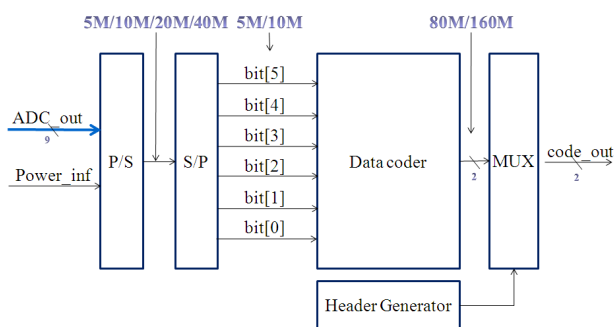 5M/10M/20M/40M 5M/10M 80M/160M
bit[5]
bit[4]
ADC_out
9
bit[3]
code_out
2
P/S
S/P
bit[2]
Data coder
2
MUX
Power_inf
bit[1]
bit[0]
Header Generator